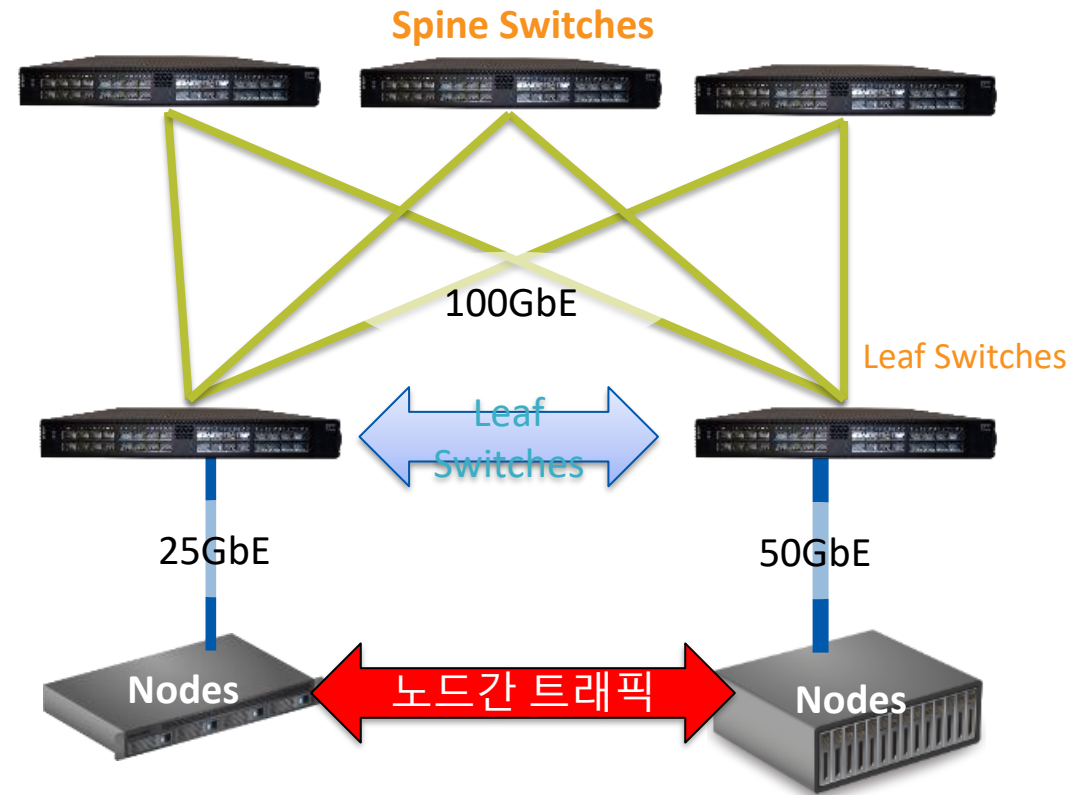 Spine Switches
100GbE
Leaf Switches
Leaf
Switches
25GbE
50GbE
Nodes
노드간 트래픽
Nodes